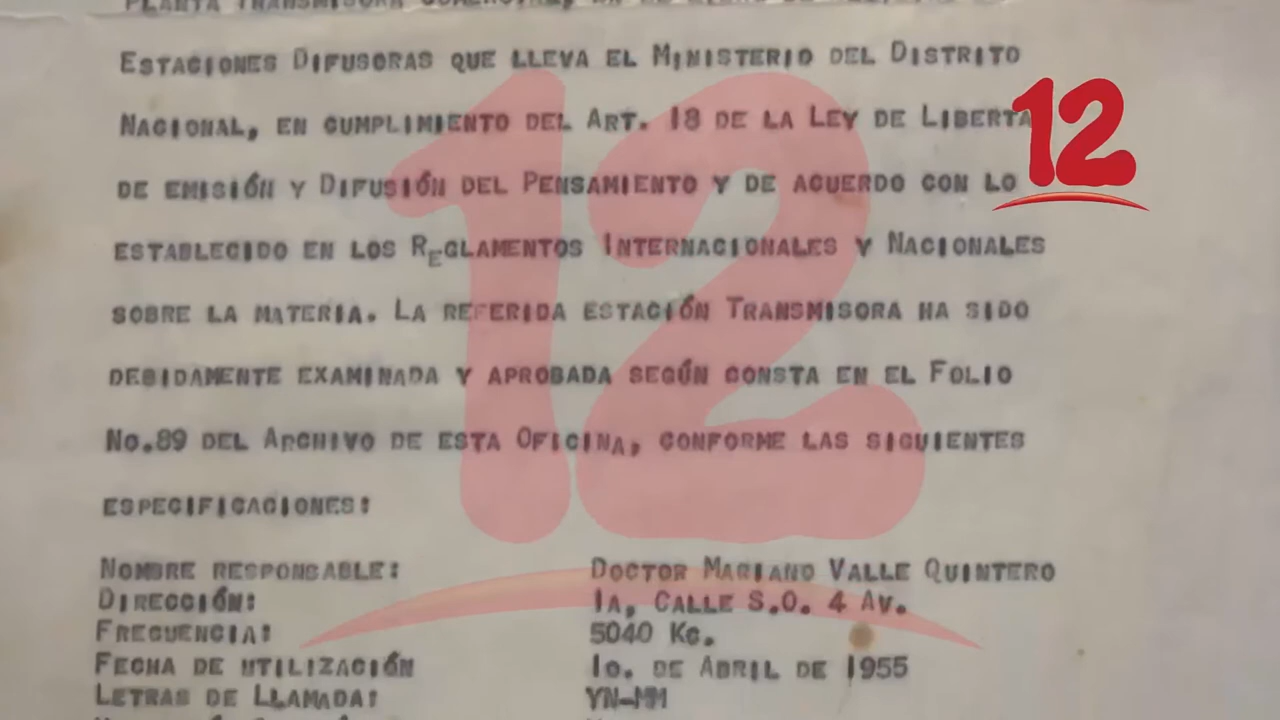 PLANTA TRANSMISORA
ESTACIONES DIFUSORAS QUE LLEVA EL MINISTERIO DEL DISTRITO
NACIONAL, EN CUMPLIMIENTO DEL ART. 18 DE LA LEY DE LIBERTA
DE EMISIÓN Y DIFUSIÓN DEL PENSAMIENTO Y DE ACUERDO CON LO
ESTABLECIDO EN LOS REGLAMENTOS INTERNACIONALES Y NACIONALES
SOBRE LA MATERIA. LA REFERIDA ESTACIÓN TRANSMISORA HA SIDO
DEBIDAMENTE EXAMINADA Y APROBADA SEGÚN CONSTA EN EL FOLIO
No.89 DEL ARCHIVO DE ESTA OFICINA, CONFORME LAS SIGUIENTES
ESPECIFICACIONES:
NOMBRE RESPONSABLE: DOCTOR MARIANO VALLE QUINTERO
DIRECCIÓN: 1A, CALLE S.O. 4 AV.
FRECUENCIA: 5040 Kc.
FECHA DE UTILIZACIÓN 1o. DE ABRIL DE 1955
LETRAS DE LLAMADA: YN-MM
12
12